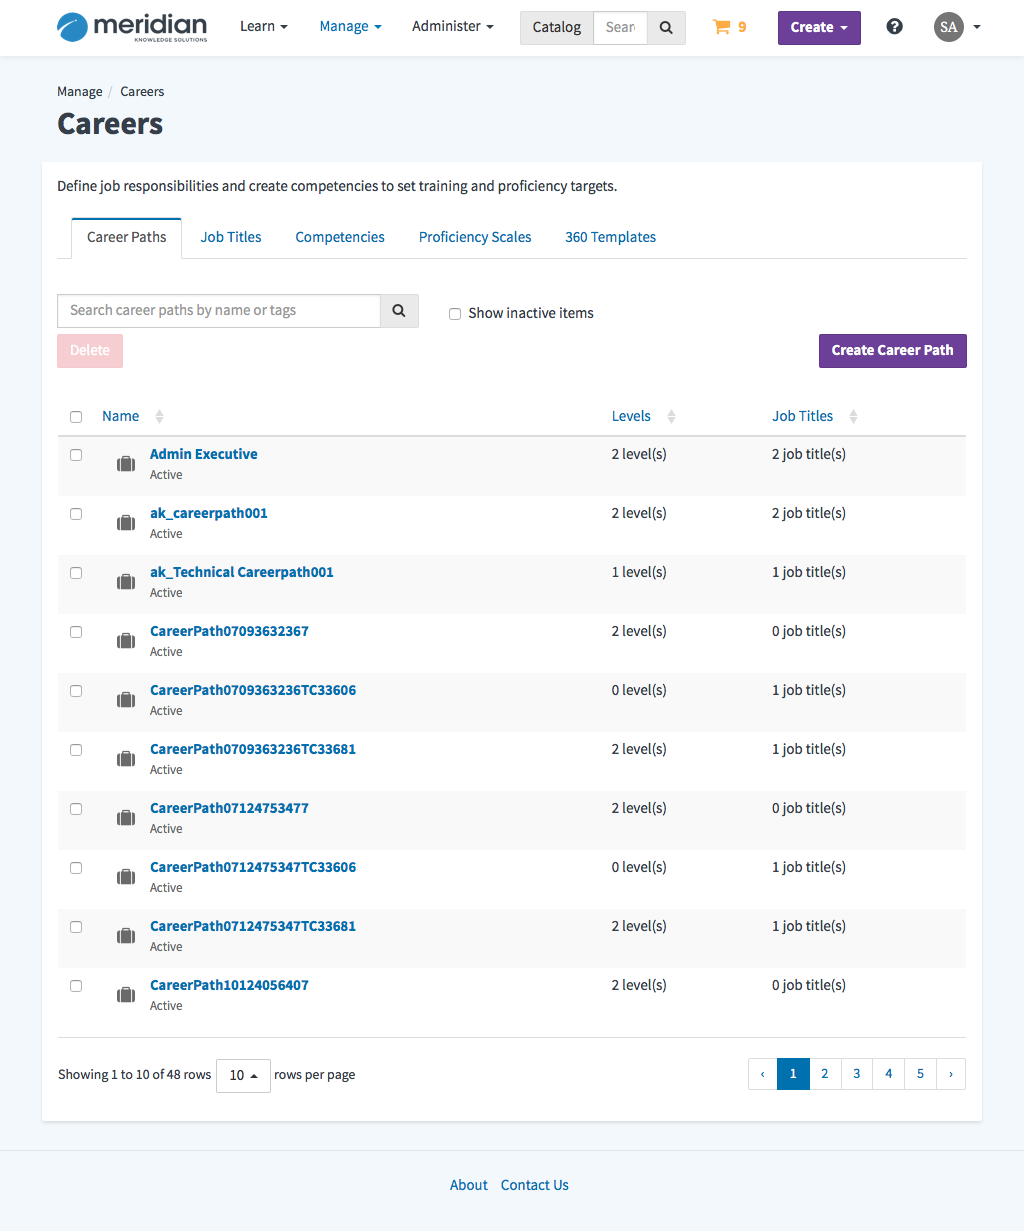 meridian
KNOWLEDGE SOLUTIONS
Learn Manage Administer Catalog Sear 9 Create SA
Manage / Careers
Careers
Define job responsibilities and create competencies to set training and proficiency targets.
Career Paths Job Titles Competencies Proficiency Scales 360 Templates
Search career paths by name or tags
Show inactive items
Delete
Create Career Path
Name Levels Job Titles
Admin Executive 2 level(s) 2 job title(s)
Active
ak_careerpath001 2 level(s) 2 job title(s)
Active
ak_Technical Careerpath001 1 level(s) 1 job title(s)
Active
CareerPath07093632367 2 level(s) 0 job title(s)
Active
CareerPath0709363236TC33606 0 level(s) 1 job title(s)
Active
CareerPath0709363236TC33681 2 level(s) 1 job title(s)
Active
CareerPath07124753477 2 level(s) 0 job title(s)
Active
CareerPath0712475347TC33606 0 level(s) 1 job title(s)
Active
CareerPath0712475347TC33681 2 level(s) 1 job title(s)
Active
CareerPath10124056407 2 level(s) 0 job title(s)
Active
Showing 1 to 10 of 48 rows 10 rows per page ‹ 1 2 3 4 5 ›
About Contact Us